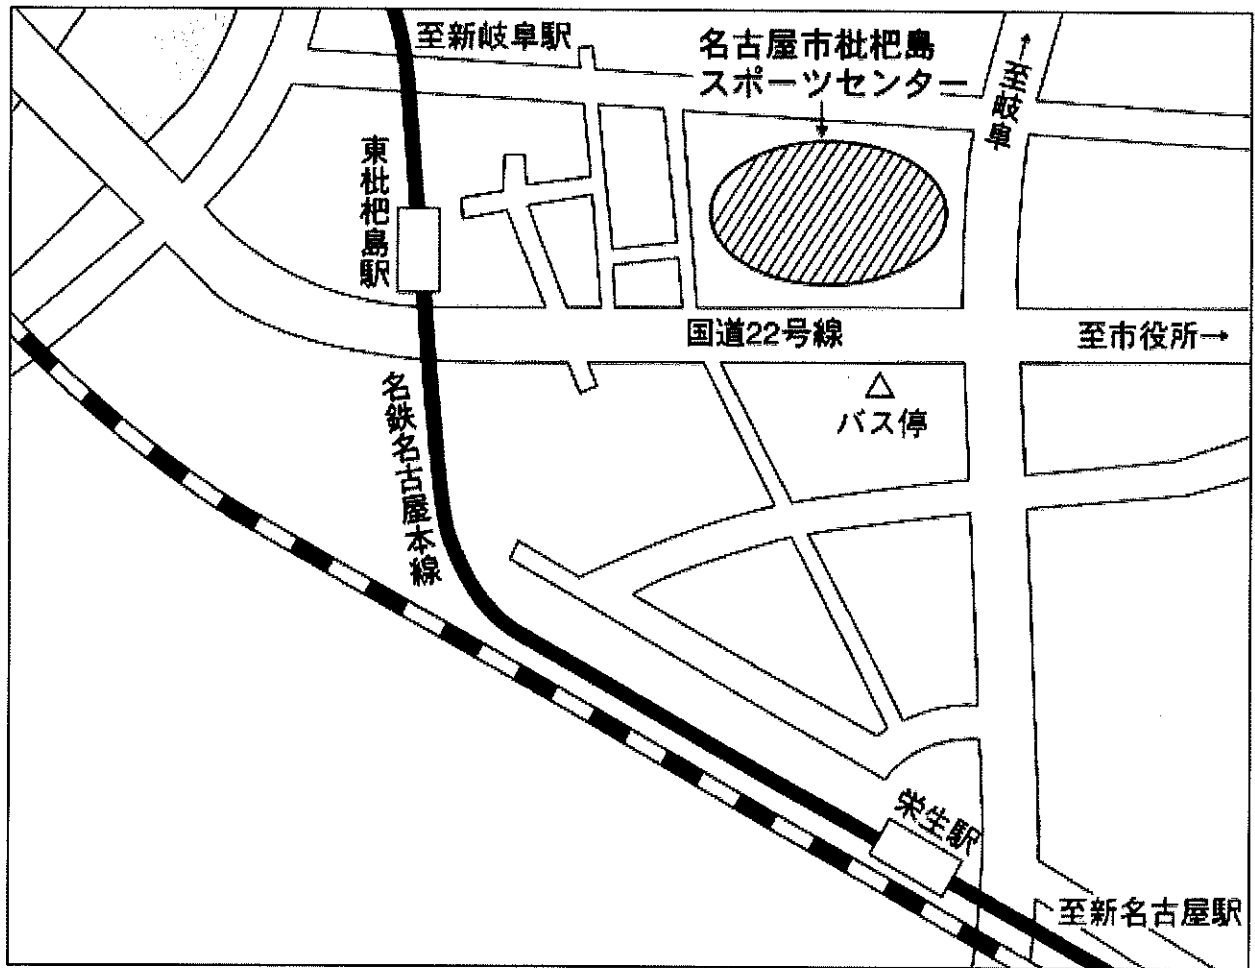 至新岐阜駅
名古屋市枇杷島
スポーツセンター
↑至岐阜
東枇杷島駅
国道22号線
至市役所→
バス停
名鉄名古屋本線
栄生駅
至新名古屋駅